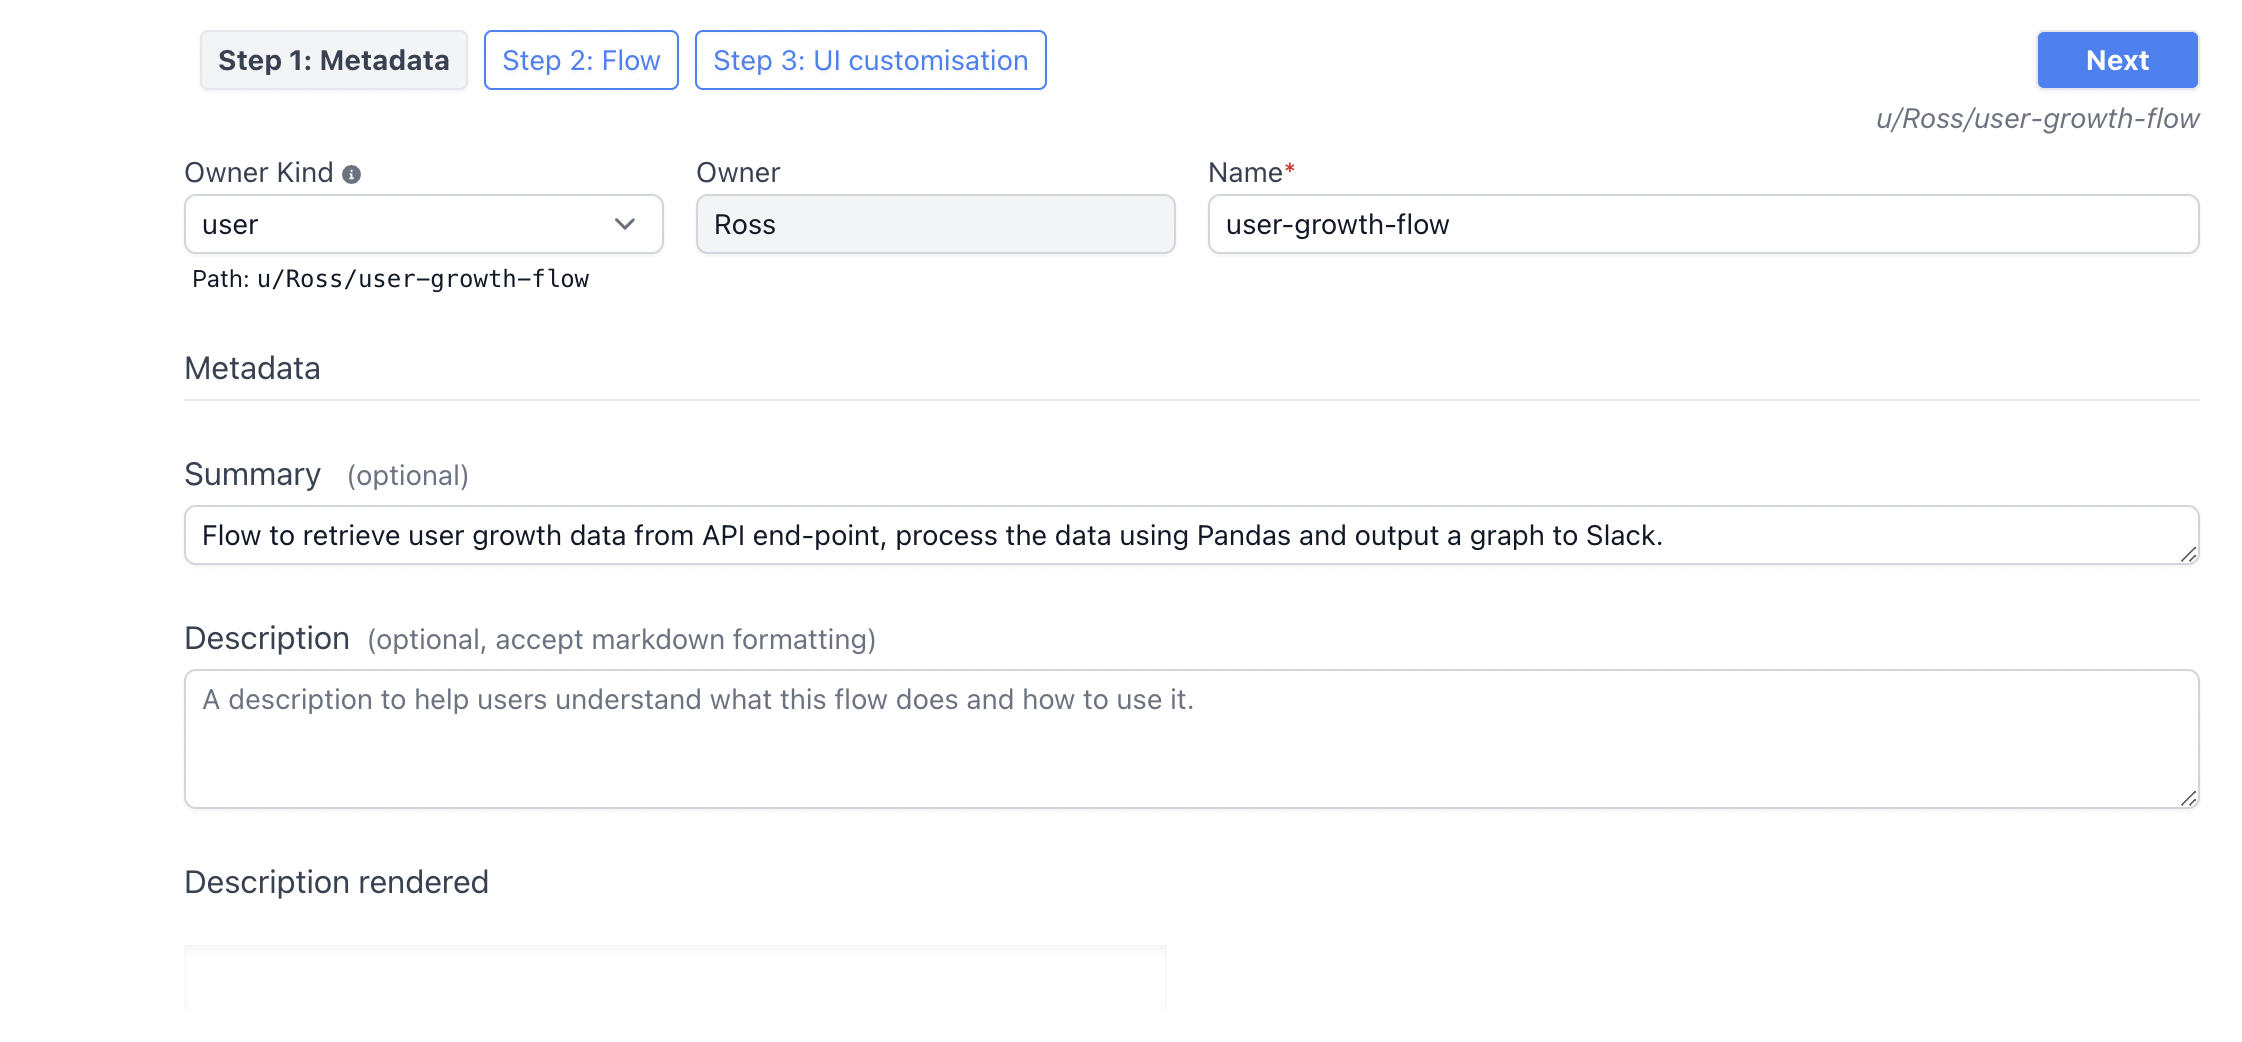 Step 1: Metadata Step 2: Flow Step 3: UI customisation Next
u/Ross/user-growth-flow
Owner Kind Owner Name*
user Ross user-growth-flow
Path: u/Ross/user-growth-flow
Metadata
Summary (optional)
Flow to retrieve user growth data from API end-point, process the data using Pandas and output a graph to Slack.
Description (optional, accept markdown formatting)
A description to help users understand what this flow does and how to use it.
Description rendered